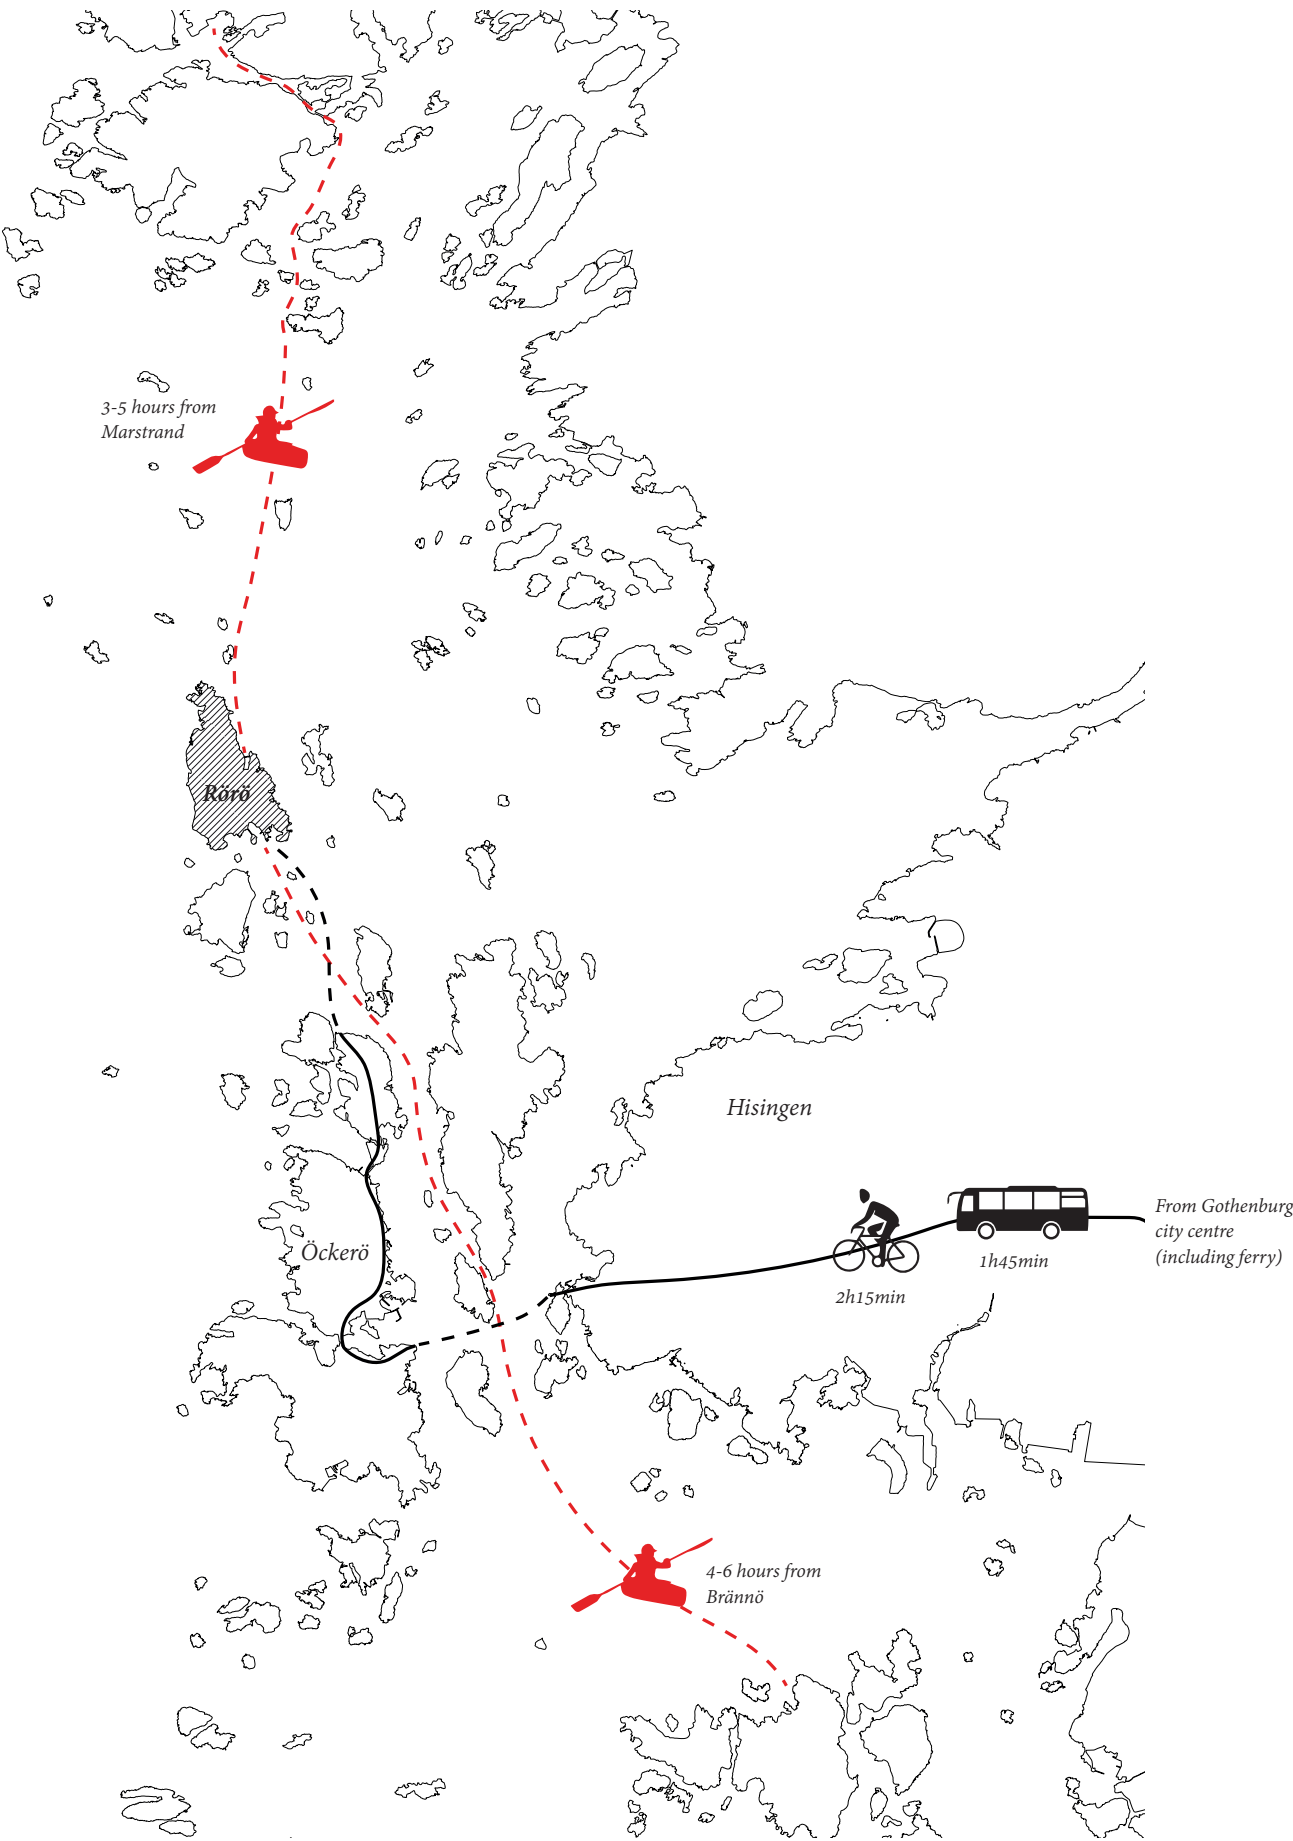 3-5 hours from
Marstrand
Rörö
Hisingen
Öckerö
From Gothenburg
city centre
(including ferry)
1h45min
2h15min
4-6 hours from
Brännö